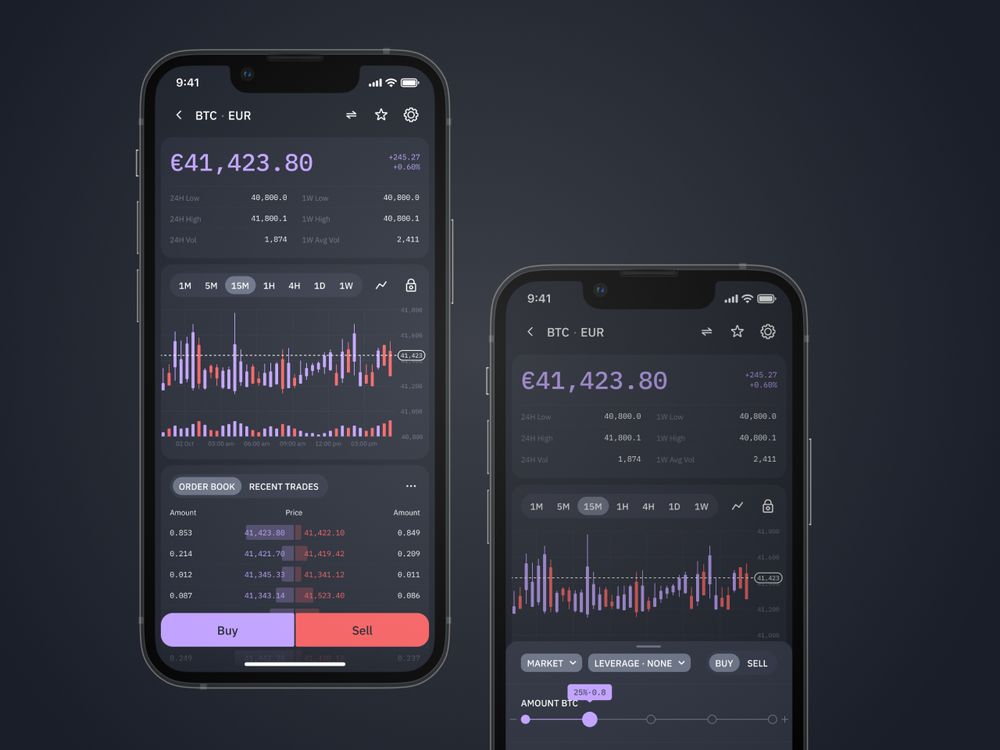 9:41
BTC · EUR
€41,423.80
+245.27
+0.60%
24H Low 40,800.0 1W Low 40,800.0
24H High 41,800.1 1W High 40,800.1
24H Vol 1,874 1W Avg Vol 2,411
1M 5M 15M 1H 4H 1D 1W
41,800
41,600
41,423
41,200
41,000
40,800
02 Oct 03:00 am 06:00 am 09:00 am 12:00 pm 03:00 pm
ORDER BOOK RECENT TRADES
Amount Price Amount
0.853 41,423.80 41,422.10 0.849
0.214 41,421.70 41,419.42 0.209
0.012 41,345.33 41,341.12 0.011
0.087 41,343.14 41,523.40 0.086
Buy Sell
0.249 0.237
9:41
BTC · EUR
€41,423.80
+245.27
+0.60%
24H Low 40,800.0 1W Low 40,800.0
24H High 41,800.1 1W High 40,800.1
24H Vol 1,874 1W Avg Vol 2,411
1M 5M 15M 1H 4H 1D 1W
41,800
41,600
41,423
41,200
41,000
MARKET LEVERAGE · NONE BUY SELL
25%·0.8
AMOUNT BTC